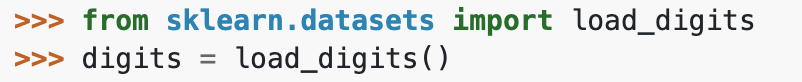 >>> from sklearn.datasets import load_digits
>>> digits = load_digits()